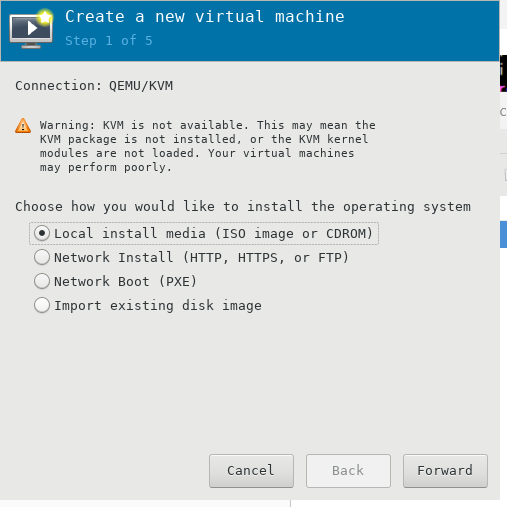 Create a new virtual machine
Step 1 of 5
Connection: QEMU/KVM
Warning: KVM is not available. This may mean the
KVM package is not installed, or the KVM kernel
modules are not loaded. Your virtual machines
may perform poorly.
Choose how you would like to install the operating system
Local install media (ISO image or CDROM)
Network Install (HTTP, HTTPS, or FTP)
Network Boot (PXE)
Import existing disk image
Cancel
Back
Forward